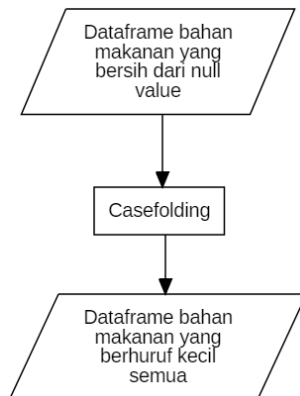 Dataframe bahan
makanan yang
bersih dari null
value
Casefolding
Dataframe bahan
makanan yang
berhuruf kecil
semua